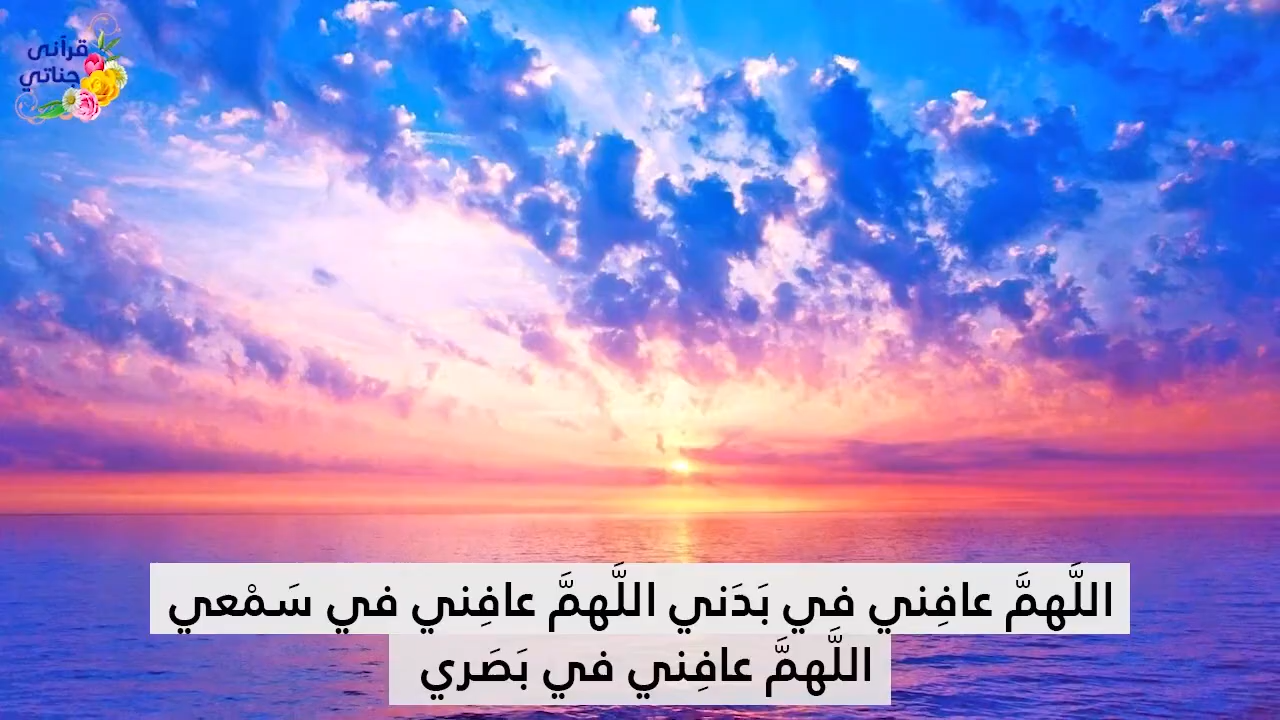 قرآنى
جناتي
اللَّهمَّ عافِني في بَدَني اللَّهمَّ عافِني في سَمْعي
اللَّهمَّ عافِني في بَصَري